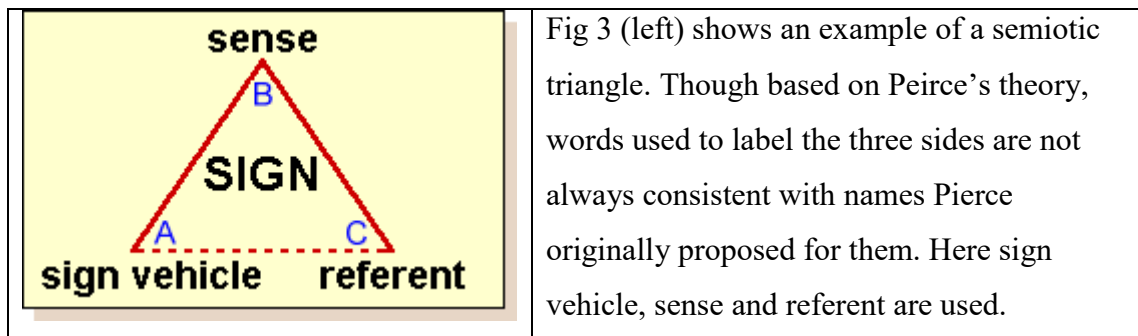 sense
B
SIGN
A
C
sign vehicle
referent
Fig 3 (left) shows an example of a semiotic
triangle. Though based on Peirce’s theory,
words used to label the three sides are not
always consistent with names Pierce
originally proposed for them. Here sign
vehicle, sense and referent are used.